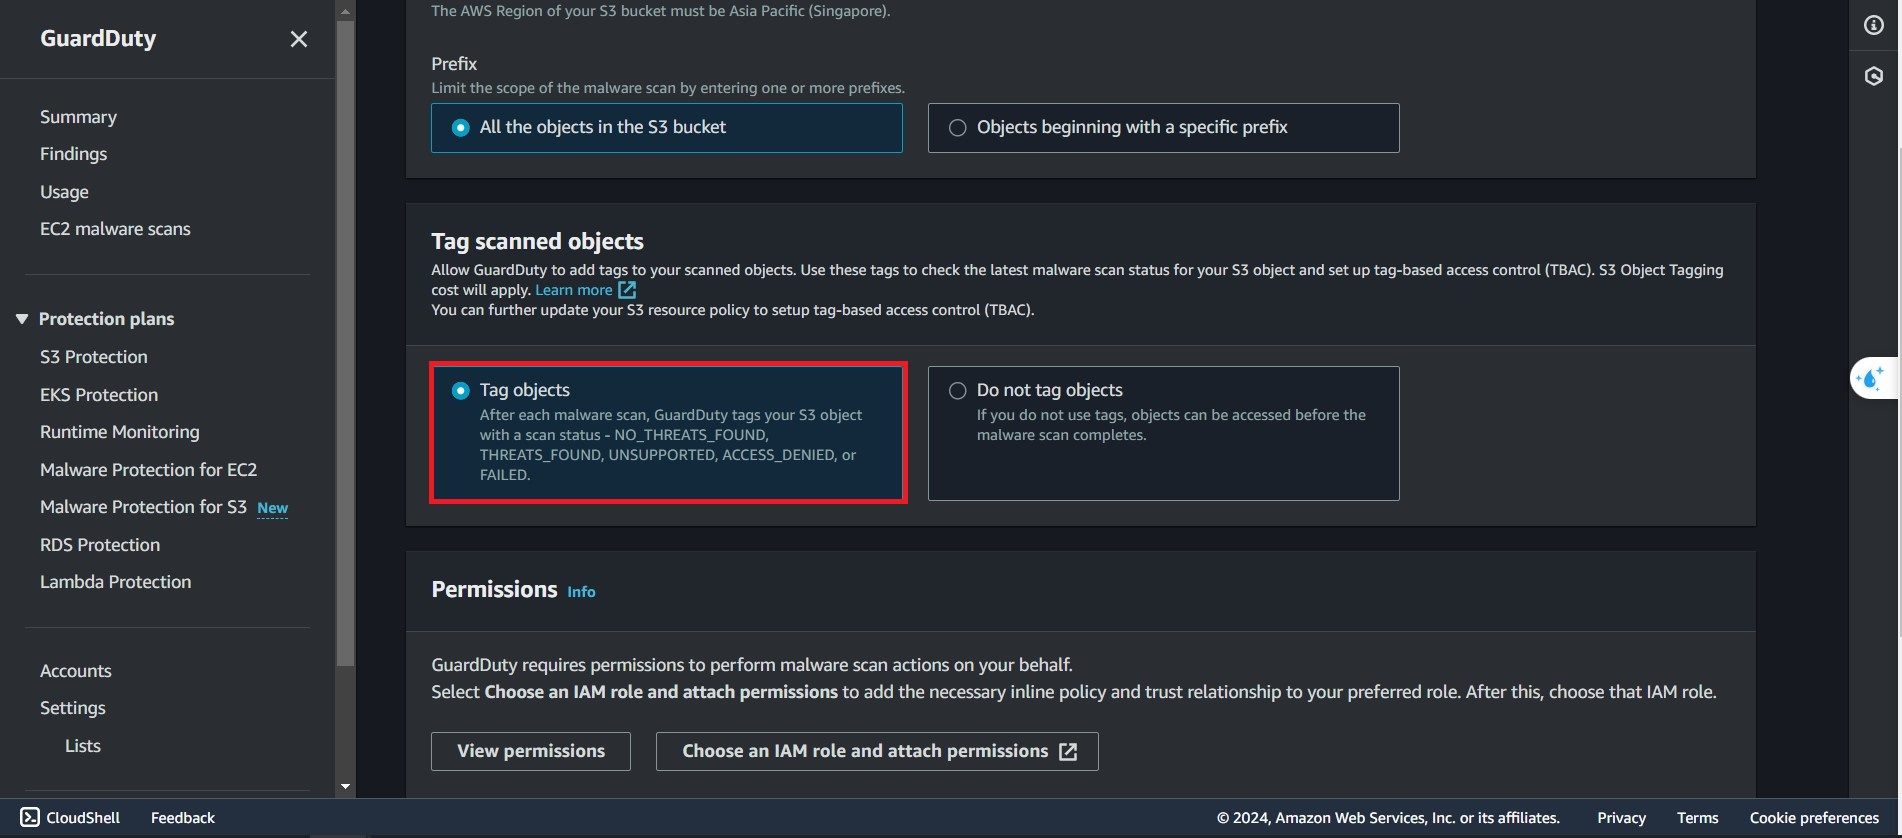 GuardDuty
Summary
Findings
Usage
EC2 malware scans
Protection plans
S3 Protection
EKS Protection
Runtime Monitoring
Malware Protection for EC2
Malware Protection for S3 New
RDS Protection
Lambda Protection
Accounts
Settings
Lists
The AWS Region of your S3 bucket must be Asia Pacific (Singapore).
Prefix
Limit the scope of the malware scan by entering one or more prefixes.
All the objects in the S3 bucket
Objects beginning with a specific prefix
Tag scanned objects
Allow GuardDuty to add tags to your scanned objects. Use these tags to check the latest malware scan status for your S3 object and set up tag-based access control (TBAC). S3 Object Tagging
cost will apply. Learn more
You can further update your S3 resource policy to setup tag-based access control (TBAC).
Tag objects
After each malware scan, GuardDuty tags your S3 object
with a scan status - NO_THREATS_FOUND,
THREATS_FOUND, UNSUPPORTED, ACCESS_DENIED, or
FAILED.
Do not tag objects
If you do not use tags, objects can be accessed before the
malware scan completes.
Permissions Info
GuardDuty requires permissions to perform malware scan actions on your behalf.
Select Choose an IAM role and attach permissions to add the necessary inline policy and trust relationship to your preferred role. After this, choose that IAM role.
View permissions
Choose an IAM role and attach permissions
CloudShell Feedback © 2024, Amazon Web Services, Inc. or its affiliates. Privacy Terms Cookie preferences